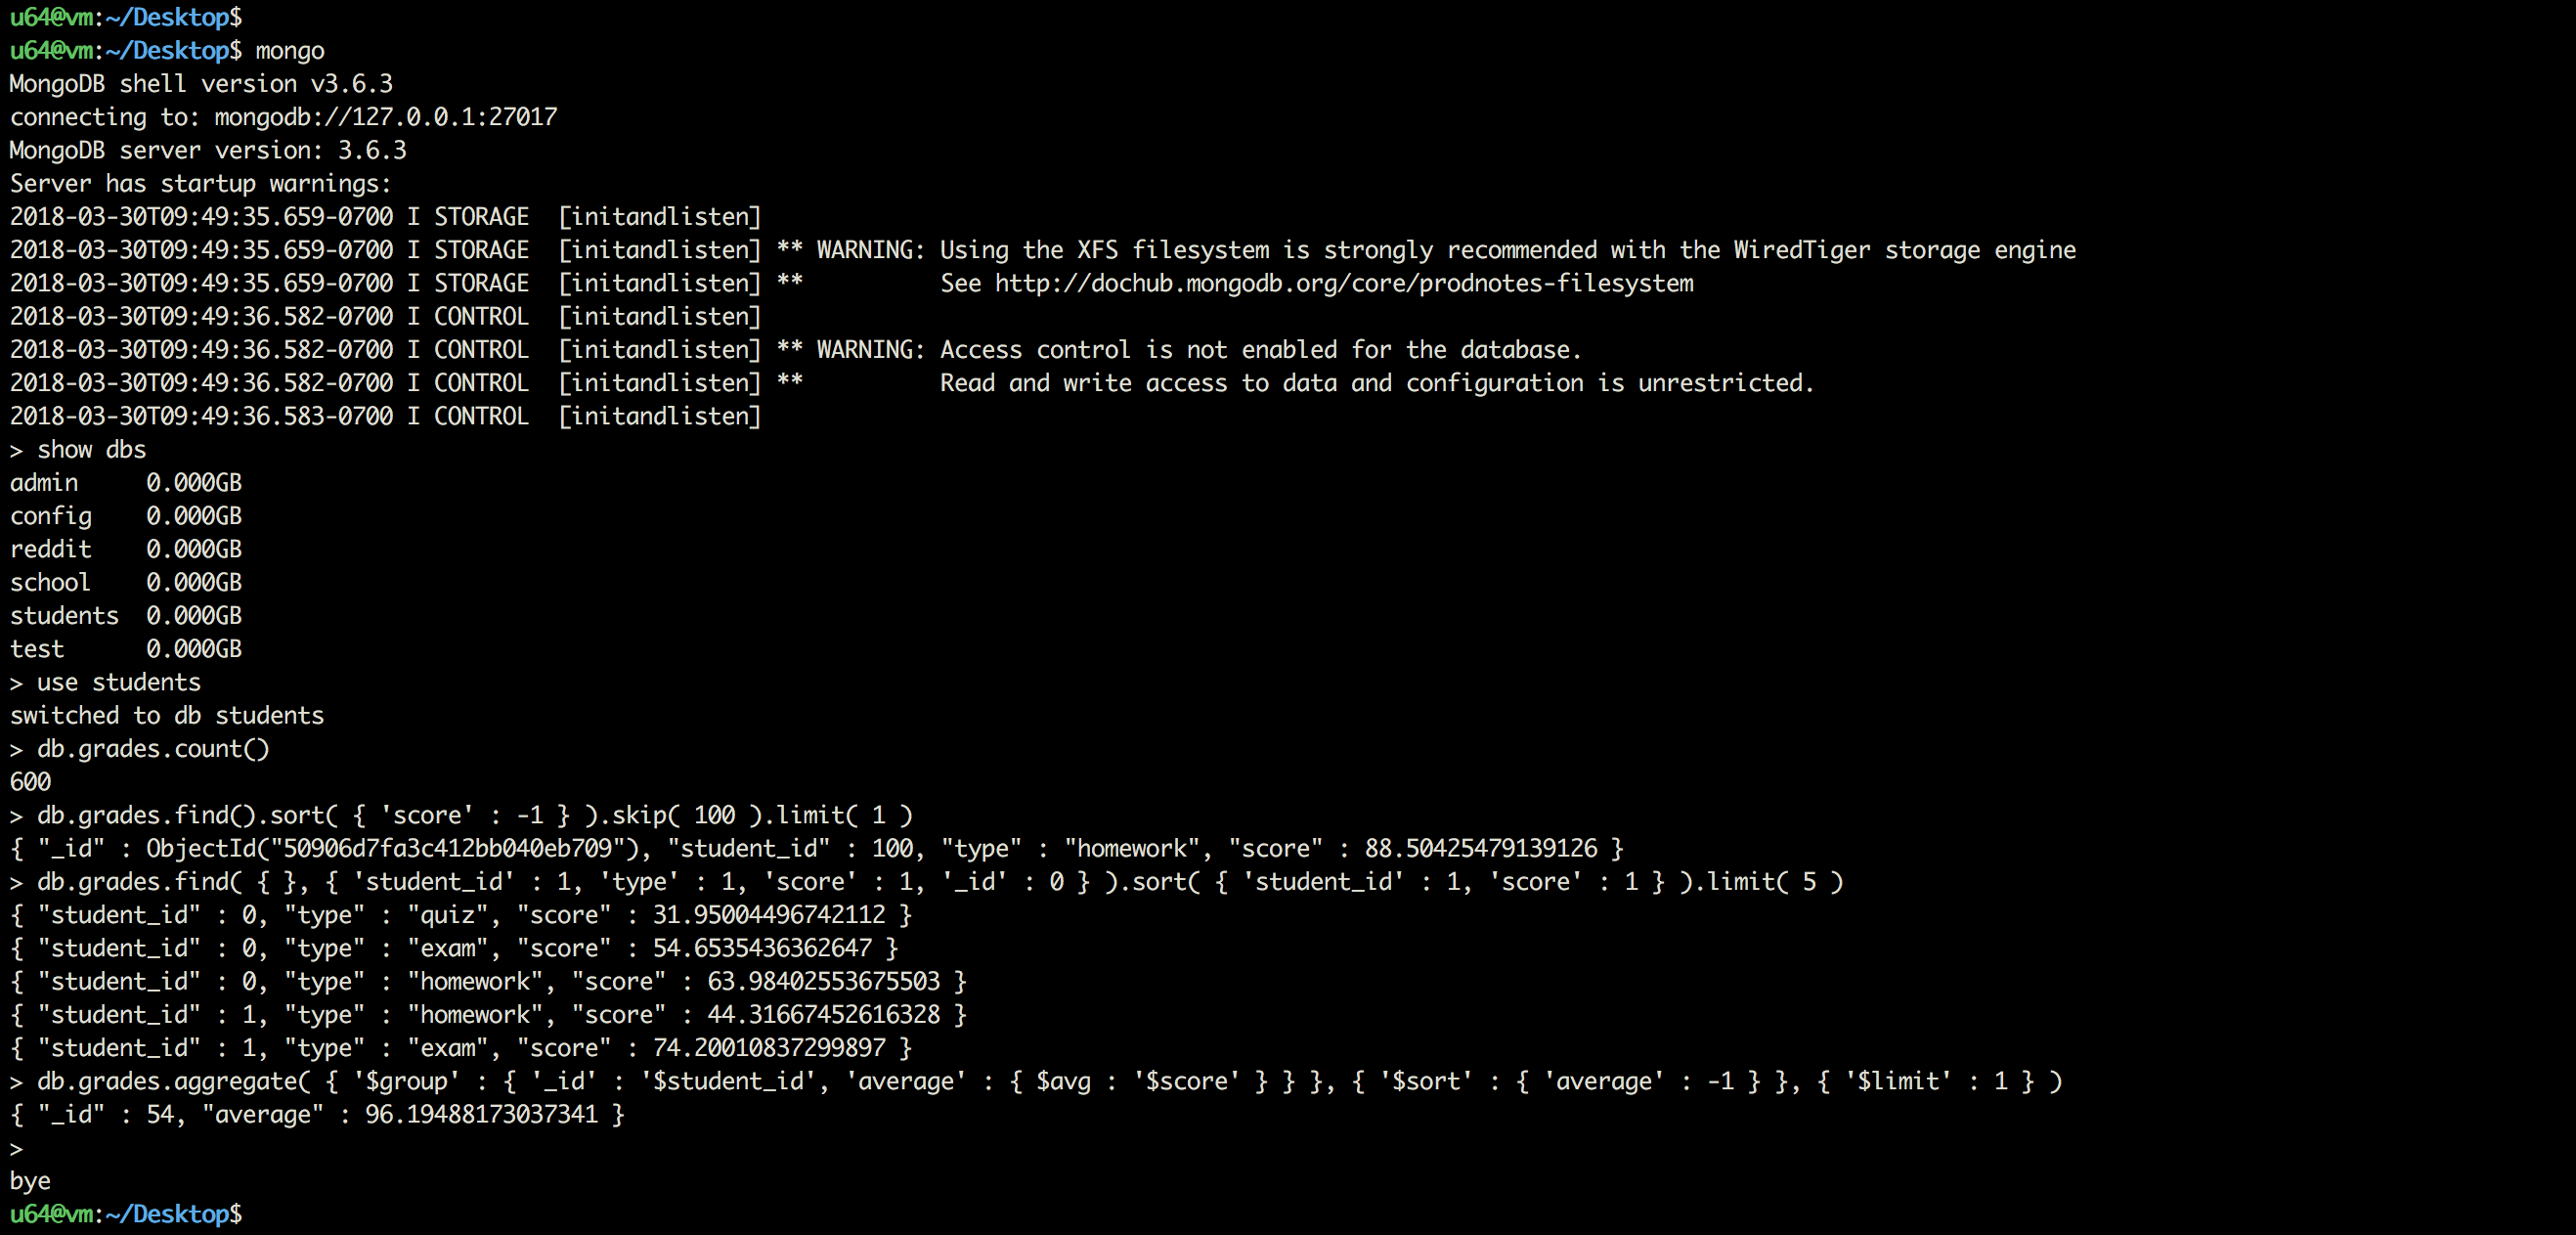 u64@vm:~/Desktop$
u64@vm:~/Desktop$ mongo
MongoDB shell version v3.6.3
connecting to: mongodb://127.0.0.1:27017
MongoDB server version: 3.6.3
Server has startup warnings:
2018-03-30T09:49:35.659-0700 I STORAGE  [initandlisten]
2018-03-30T09:49:35.659-0700 I STORAGE  [initandlisten] ** WARNING: Using the XFS filesystem is strongly recommended with the WiredTiger storage engine
2018-03-30T09:49:35.659-0700 I STORAGE  [initandlisten] **          See http://dochub.mongodb.org/core/prodnotes-filesystem
2018-03-30T09:49:36.582-0700 I CONTROL  [initandlisten]
2018-03-30T09:49:36.582-0700 I CONTROL  [initandlisten] ** WARNING: Access control is not enabled for the database.
2018-03-30T09:49:36.582-0700 I CONTROL  [initandlisten] **          Read and write access to data and configuration is unrestricted.
2018-03-30T09:49:36.583-0700 I CONTROL  [initandlisten]
> show dbs
admin     0.000GB
config    0.000GB
reddit    0.000GB
school    0.000GB
students  0.000GB
test      0.000GB
> use students
switched to db students
> db.grades.count()
600
> db.grades.find().sort( { 'score' : -1 } ).skip( 100 ).limit( 1 )
{ "_id" : ObjectId("50906d7fa3c412bb040eb709"), "student_id" : 100, "type" : "homework", "score" : 88.50425479139126 }
> db.grades.find( { }, { 'student_id' : 1, 'type' : 1, 'score' : 1, '_id' : 0 } ).sort( { 'student_id' : 1, 'score' : 1 } ).limit( 5 )
{ "student_id" : 0, "type" : "quiz", "score" : 31.95004496742112 }
{ "student_id" : 0, "type" : "exam", "score" : 54.6535436362647 }
{ "student_id" : 0, "type" : "homework", "score" : 63.98402553675503 }
{ "student_id" : 1, "type" : "homework", "score" : 44.31667452616328 }
{ "student_id" : 1, "type" : "exam", "score" : 74.20010837299897 }
> db.grades.aggregate( { '$group' : { '_id' : '$student_id', 'average' : { $avg : '$score' } } }, { '$sort' : { 'average' : -1 } }, { '$limit' : 1 } )
{ "_id" : 54, "average" : 96.19488173037341 }
>
bye
u64@vm:~/Desktop$